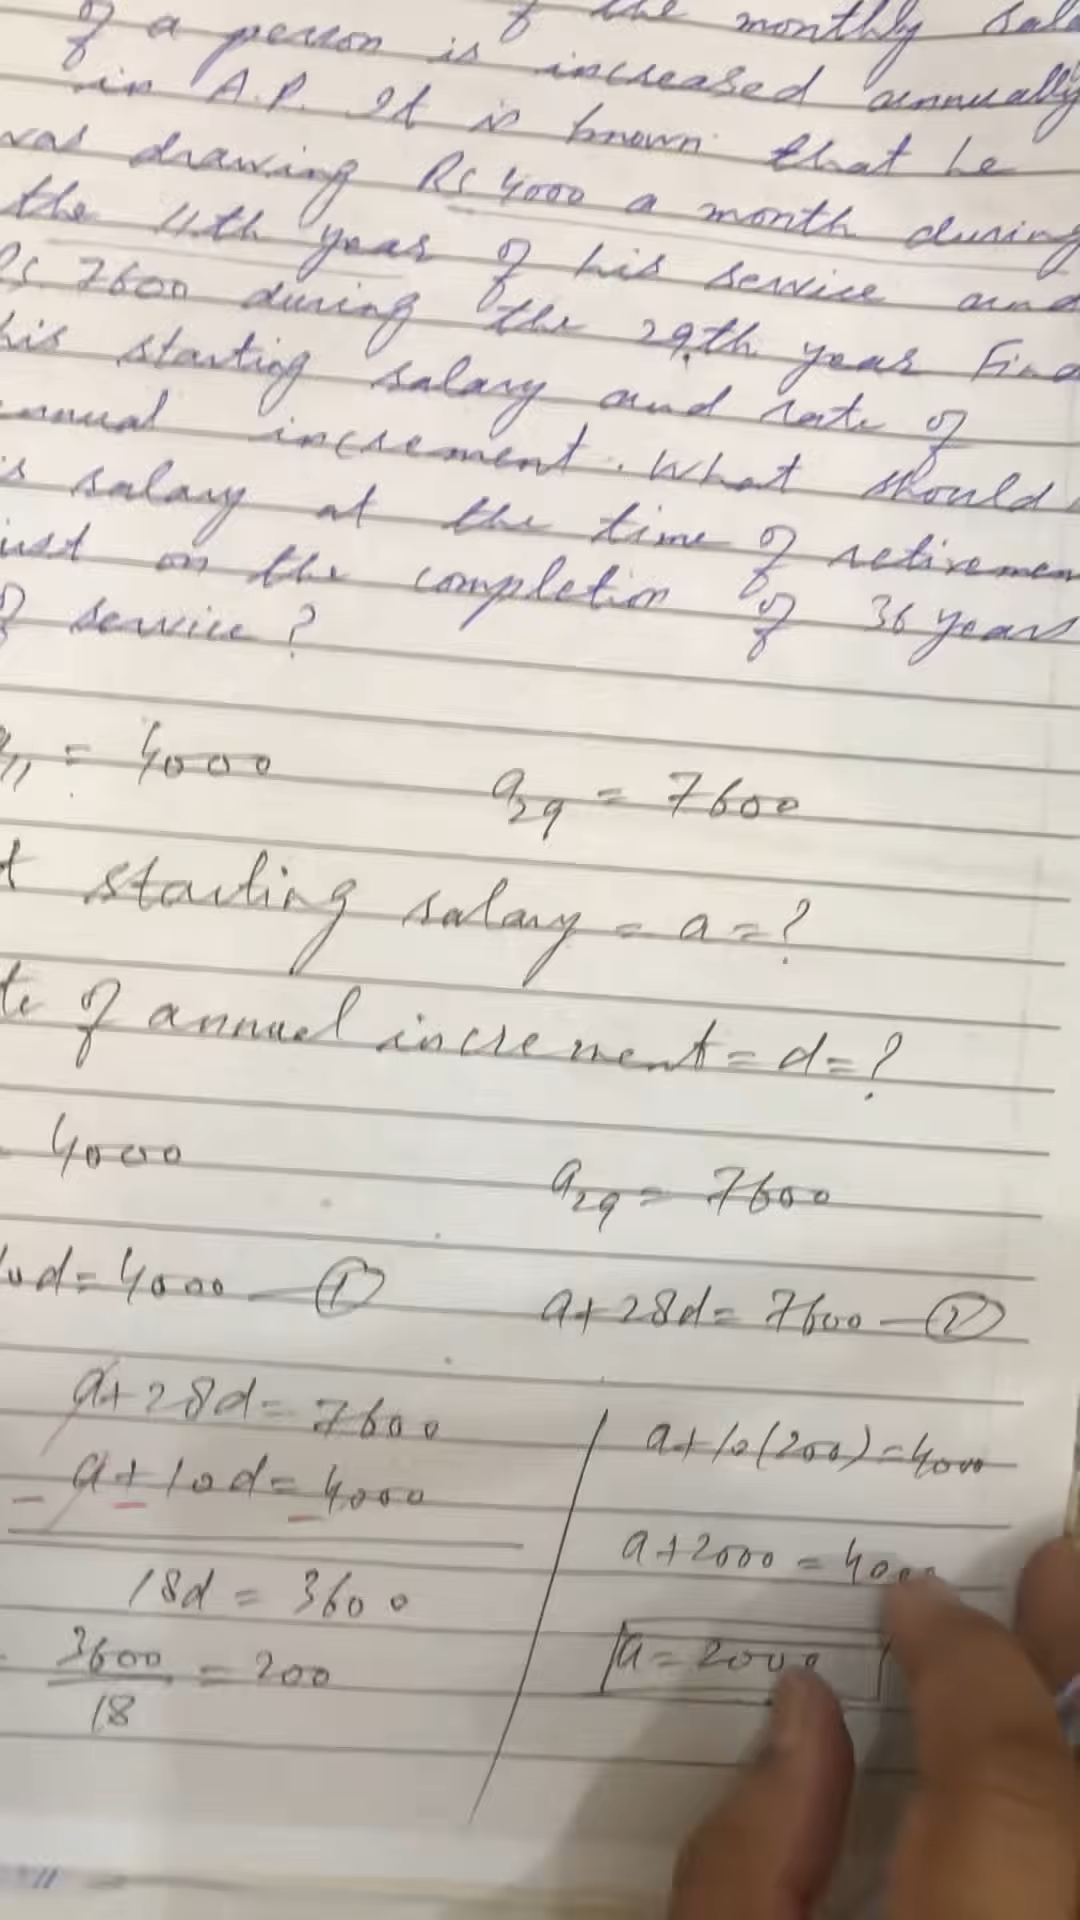 the monthly
of a person is increased annually
in A.P. It is known that he
was drawing Rs 4000 a month during
the 11th year of his service and
Rs. 7600 during the 29th year Find
his starting salary and rate of
annual increment. What should
salary at the time of retiremen
just on the completion of 36 years
of service?
= 4000 a29 = 7600
starting salary = a = ?
of annual increment = d = ?
4000 a29 = 7600
10d = 4000 — ① a + 28d = 7600 — ②
a + 28d = 7600
a + 10d = 4000
18d = 3600
3600/18 = 200
a + 10(200) = 4000
a + 2000 = 4000
a = 2000